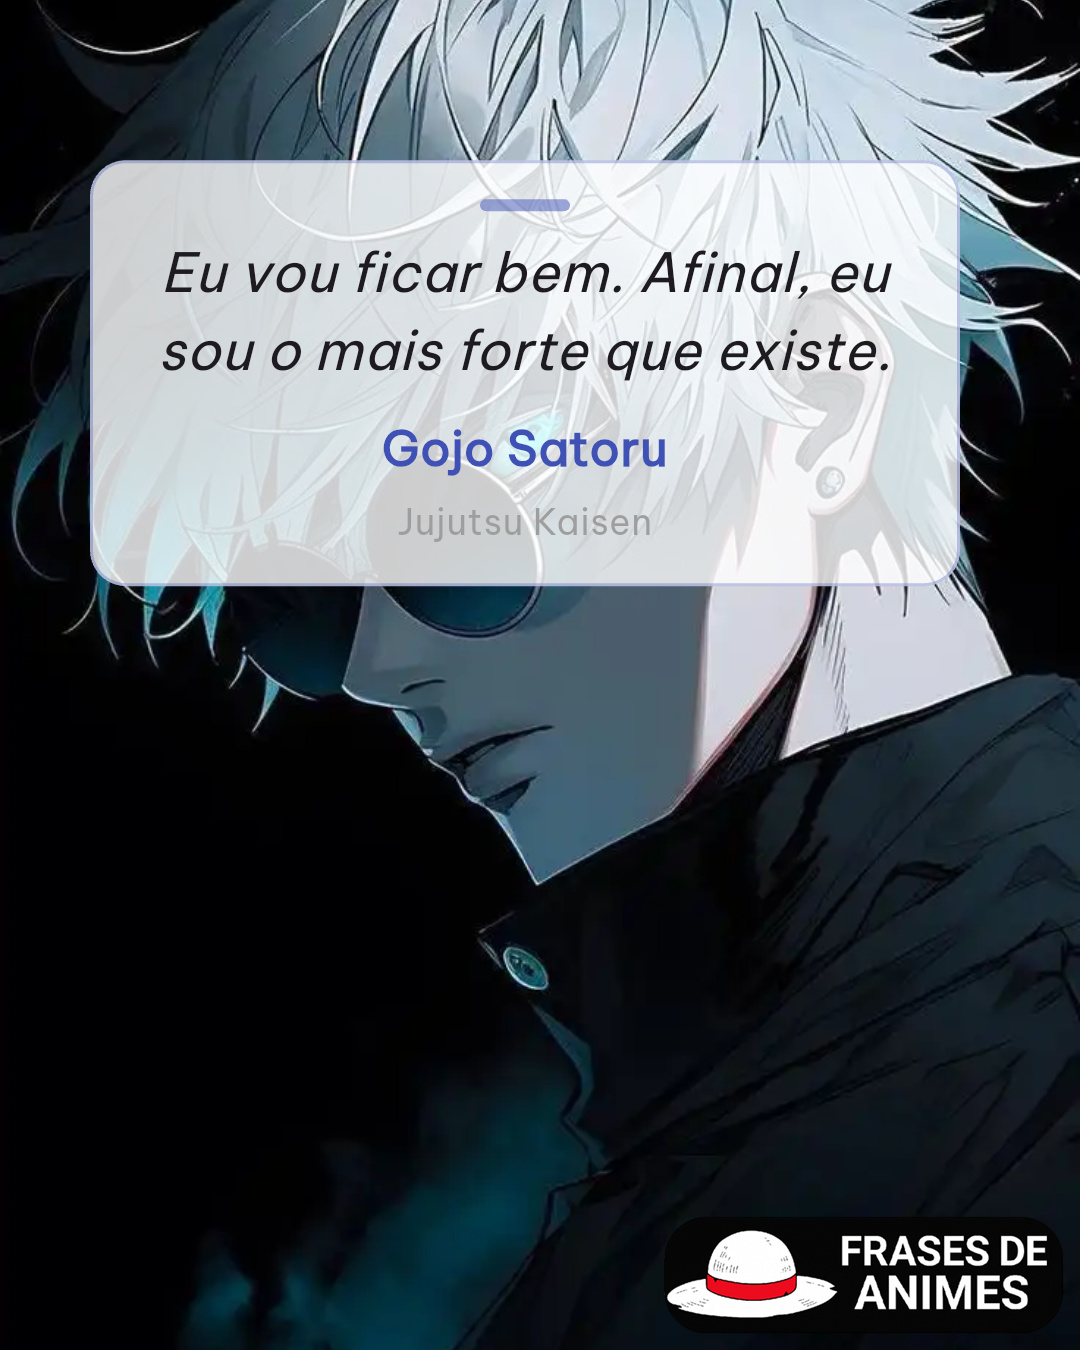 Eu vou ficar bem. Afinal, eu
sou o mais forte que existe.
Gojo Satoru
Jujutsu Kaisen
FRASES DE
ANIMES